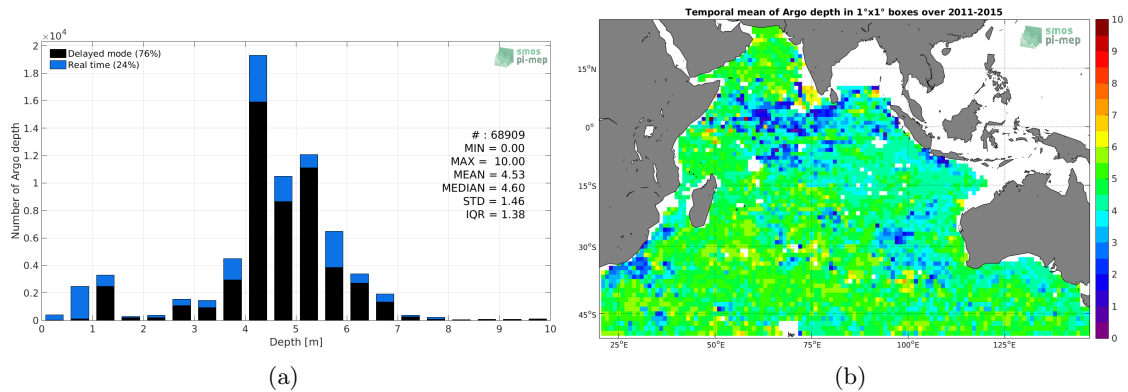 ×10⁴
2
1.8
1.6
1.4
1.2
1
0.8
0.6
0.4
0.2
0
Number of Argo depth
Delayed mode (76%)
Real time (24%)
smos
pi-mep
# : 68909
MIN = 0.00
MAX = 10.00
MEAN = 4.53
MEDIAN = 4.60
STD = 1.46
IQR = 1.38
0 1 2 3 4 5 6 7 8 9 10
Depth [m]
(a)
Temporal mean of Argo depth in 1°x1° boxes over 2011-2015
smos
pi-mep
15°N
0°
15°S
30°S
45°S
25°E 50°E 75°E 100°E 125°E
10
9
8
7
6
5
4
3
2
1
0
(b)